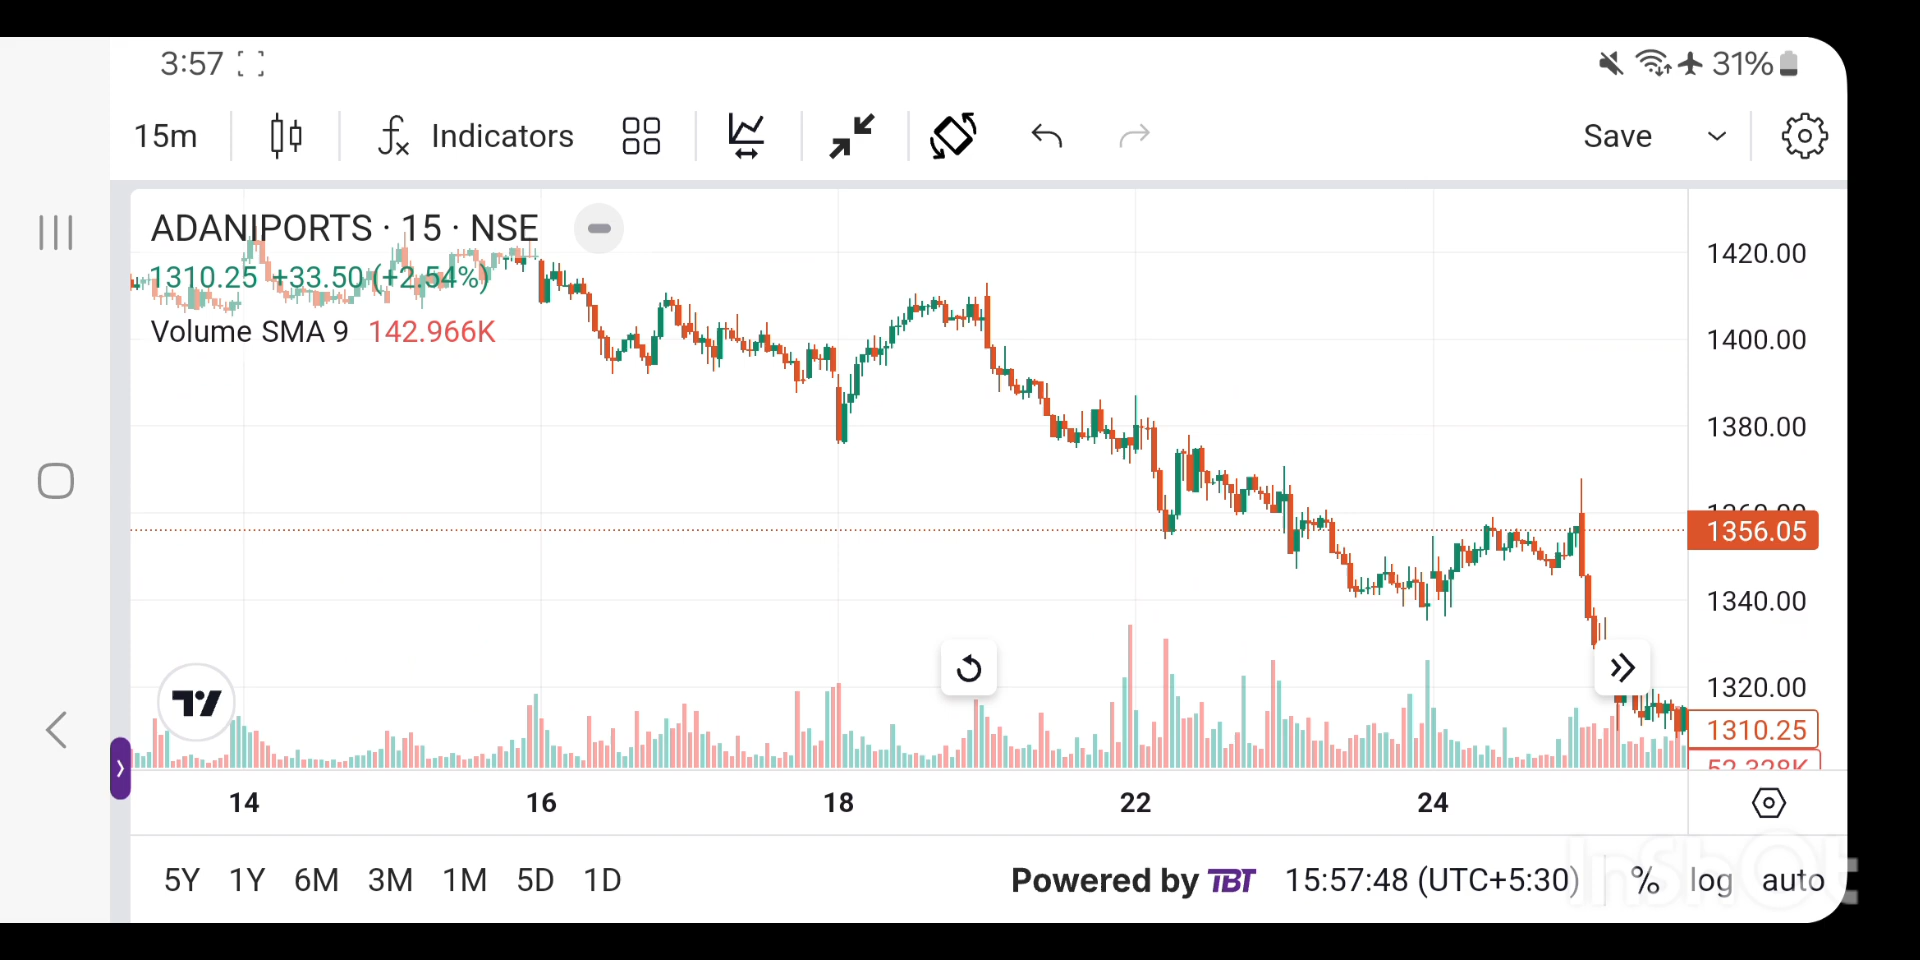 3:57 31%
15m Indicators Save
ADANIPORTS · 15 · NSE
1310.25 +33.50 (+2.54%)
Volume SMA 9 142.966K
1420.00
1400.00
1380.00
1356.05
1340.00
1320.00
1310.25
52.328K
14 16 18 22 24
5Y 1Y 6M 3M 1M 5D 1D Powered by TBT 15:57:48 (UTC+5:30) % log auto
InShOt